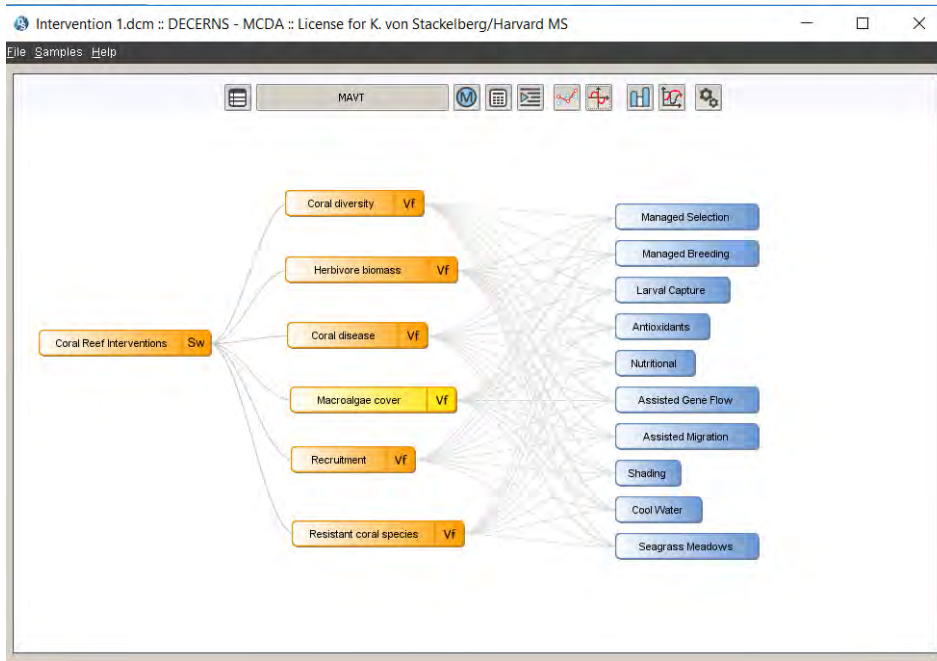 Intervention 1.dcm :: DECERNS - MCDA :: License for K. von Stackelberg/Harvard MS
File Samples Help
MAVT
M
Coral diversity Vf
Herbivore biomass Vf
Coral disease Vf
Coral Reef Interventions Sw
Macroalgae cover Vf
Recruitment Vf
Resistant coral species Vf
Managed Selection
Managed Breeding
Larval Capture
Antioxidants
Nutritional
Assisted Gene Flow
Assisted Migration
Shading
Cool Water
Seagrass Meadows